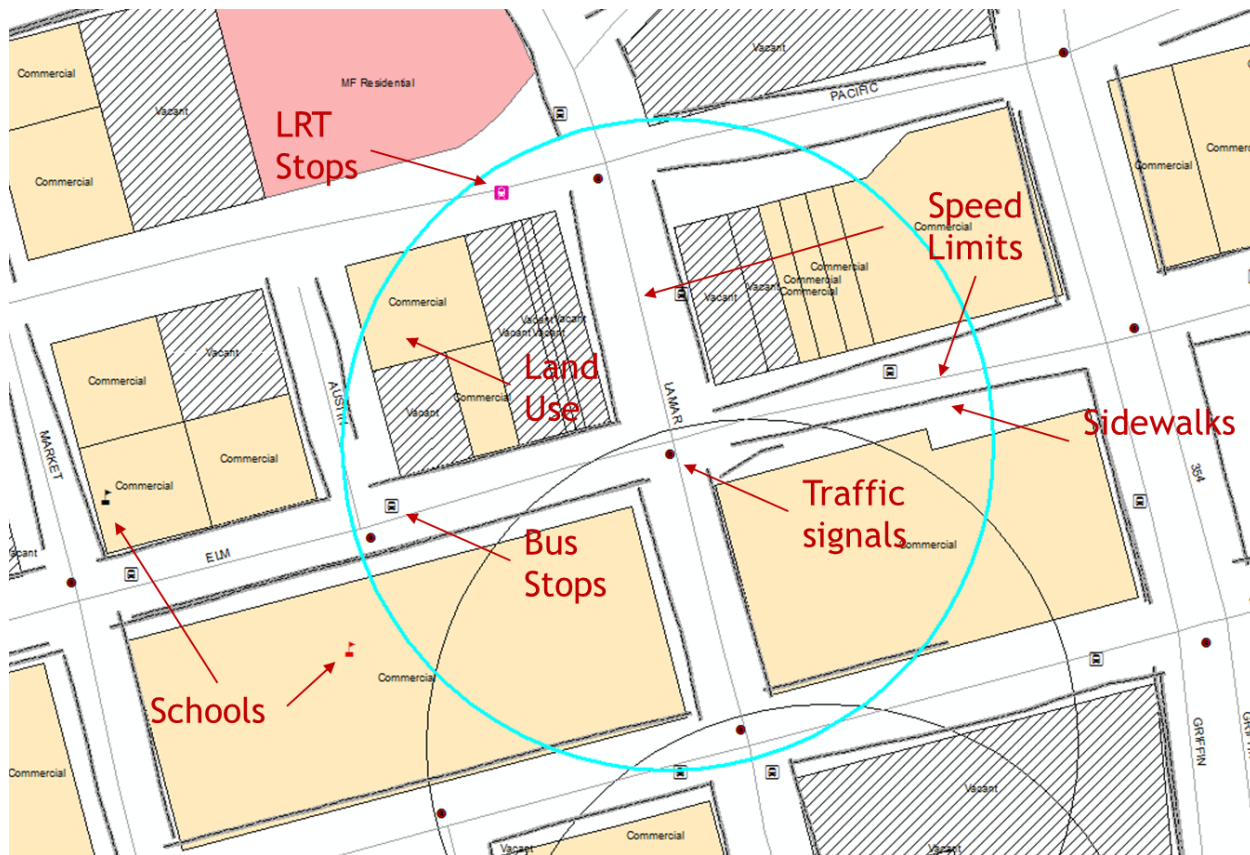 Vacant
Commercial
MF Residential
Vacant
PACIFIC
LRT
Stops
Commercial
Commercial
Commercial
Speed
Limits
Commercial
Commercial
Commercial
Commercial
Vacant
Vacant
Commercial
Vacant
Vacant
Vacant
Vacant
Vacant
Commercial
AUSTIN
Land
Use
Commercial
Vacant
LAMAR
Sidewalks
MARKET
Commercial
Commercial
354
Traffic
signals
Commercial
Bus
Stops
ELM
Schools
Commercial
GRIFFIN
Commercial
Vacant
Commercial
Vacant
Vacant